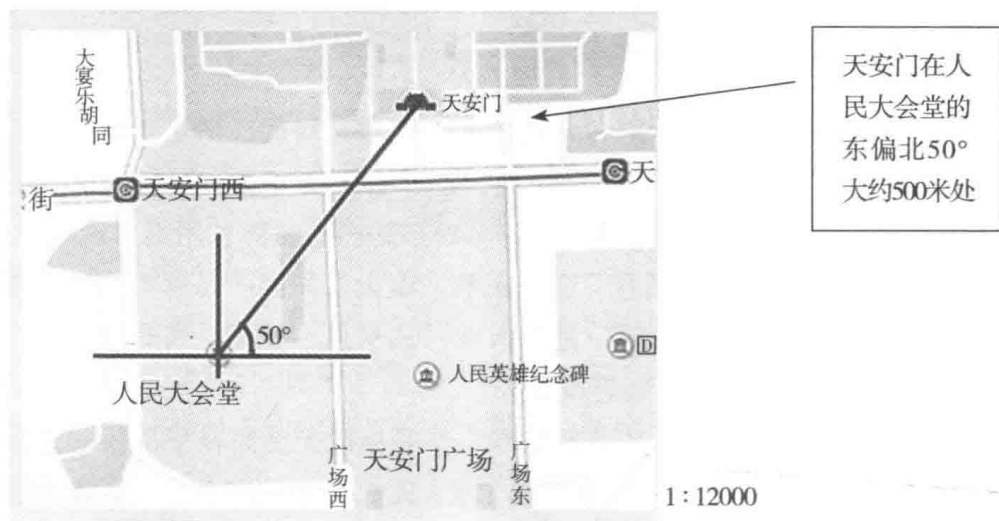 大宴乐胡同
天安门
天安门西
天
街
50°
人民大会堂
人民英雄纪念碑
D
广场西
天安门广场
广场东
1:12000
天安门在人
民大会堂的
东偏北50°
大约500米处